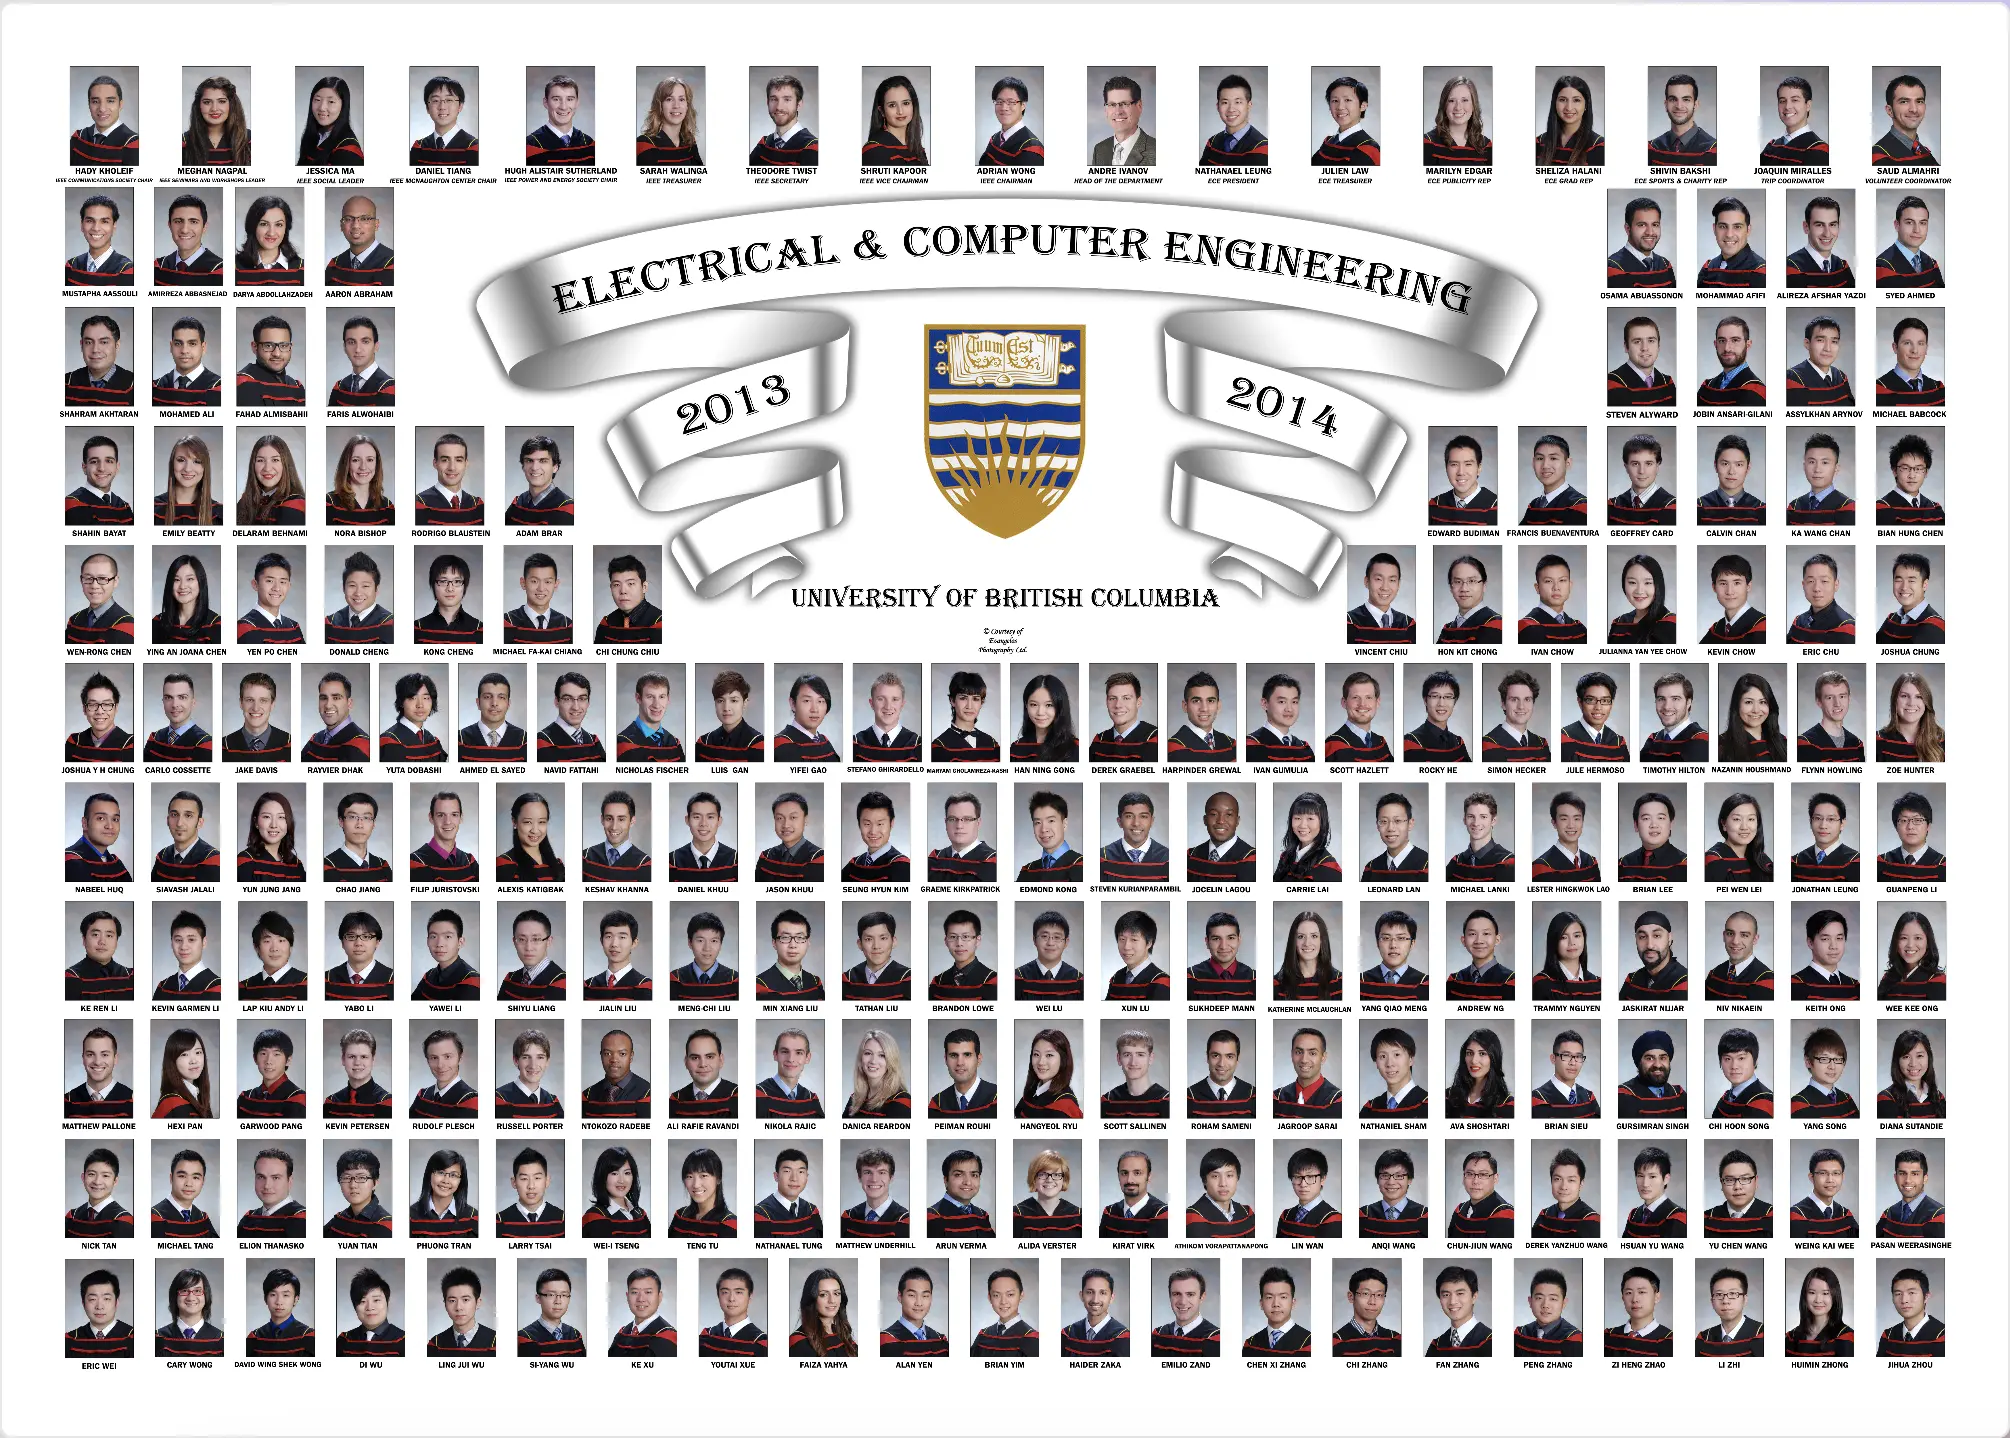 HADY KHOLEIF MEGHAN NAGPAL JESSICA MA DANIEL TIANG HUGH ALISTAIR SUTHERLAND SARAH WALINGA THEODORE TWIST SHRUTI KAPOOR ADRIAN WONG ANDRE IVANOV NATHANAEL LEUNG JULIEN LAW MARILYN EDGAR SHELIZA HALANI SHIVIN BAKSHI JOAQUIN MIRALLES SAUD ALMAHRI
IEEE COMMUNICATIONS SOCIETY CHAIR IEEE SEMINARS AND WORKSHOPS LEADER IEEE SOCIAL LEADER IEEE MCNAUGHTON CENTER CHAIR IEEE POWER AND ENERGY SOCIETY CHAIR IEEE TREASURER IEEE SECRETARY IEEE VICE CHAIRMAN IEEE CHAIRMAN HEAD OF THE DEPARTMENT ECE PRESIDENT ECE TREASURER ECE PUBLICITY REP ECE GRAD REP ECE SPORTS & CHARITY REP TRIP COORDINATOR VOLUNTEER COORDINATOR
ELECTRICAL & COMPUTER ENGINEERING
MUSTAPHA AASSOULI AMIRREZA ABBASNEJAD DARYA ABDOLLAHZADEH AARON ABRAHAM OSAMA ABUASSONON MOHAMMAD AFIFI ALIREZA AFSHAR YAZDI SYED AHMED
Tuum Est
2013 2014
SHAHRAM AKHTARAN MOHAMED ALI FAHAD ALMISBAHI FARIS ALWOHAIBI STEVEN ALYWARD JOBIN ANSARI-GILANI ASSYLKHAN ARYNOV MICHAEL BABCOCK
SHAHIN BAYAT EMILY BEATTY DELARAM BEHNAMI NORA BISHOP RODRIGO BLAUSTEIN ADAM BRAR EDWARD BUDIMAN FRANCIS BUENAVENTURA GEOFFREY CARD CALVIN CHAN KA WANG CHAN BIAN HUNG CHEN
UNIVERSITY OF BRITISH COLUMBIA
© Courtesy of
Evangelos
Photography Ltd.
WEN-RONG CHEN YING AN JOANA CHEN YEN PO CHEN DONALD CHENG KONG CHENG MICHAEL FA-KAI CHIANG CHI CHUNG CHIU VINCENT CHIU HON KIT CHONG IVAN CHOW JULIANNA YAN YEE CHOW KEVIN CHOW ERIC CHU JOSHUA CHUNG
JOSHUA Y H CHUNG CARLO COSSETTE JAKE DAVIS RAYVIER DHAK YUTA DOBASHI AHMED EL SAYED NAVID FATTAHI NICHOLAS FISCHER LUIS GAN YIFEI GAO STEFANO GHIRARDELLO MARYAM GHOLAMREZA-KASHI HAN NING GONG DEREK GRAEBEL HARPINDER GREWAL IVAN GUMULIA SCOTT HAZLETT ROCKY HE SIMON HECKER JULE HERMOSO TIMOTHY HILTON NAZANIN HOUSHMAND FLYNN HOWLING ZOE HUNTER
NABEEL HUQ SIAVASH JALALI YUN JUNG JANG CHAO JIANG FILIP JURISTOVSKI ALEXIS KATIGBAK KESHAV KHANNA DANIEL KHUU JASON KHUU SEUNG HYUN KIM GRAEME KIRKPATRICK EDMOND KONG STEVEN KURIANPARAMBIL JOCELIN LAGOU CARRIE LAI LEONARD LAN MICHAEL LANKI LESTER HINGKWOK LAO BRIAN LEE PEI WEN LEI JONATHAN LEUNG GUANPENG LI
KE REN LI KEVIN GARMEN LI LAP KIU ANDY LI YABO LI YAWEI LI SHIYU LIANG JIALIN LIU MENG-CHI LIU MIN XIANG LIU TATHAN LIU BRANDON LOWE WEI LU XUN LU SUKHDEEP MANN KATHERINE MCLAUCHLAN YANG QIAO MENG ANDREW NG TRAMMY NGUYEN JASKIRAT NIJJAR NIV NIKAEIN KEITH ONG WEE KEE ONG
MATTHEW PALLONE HEXI PAN GARWOOD PANG KEVIN PETERSEN RUDOLF PLESCH RUSSELL PORTER NTOKOZO RADEBE ALI RAFIE RAVANDI NIKOLA RAJIC DANICA REARDON PEIMAN ROUHI HANGYEOL RYU SCOTT SALLINEN ROHAM SAMENI JAGROOP SARAI NATHANIEL SHAM AVA SHOSHTARI BRIAN SIEU GURSIMRAN SINGH CHI HOON SONG YANG SONG DIANA SUTANDIE
NICK TAN MICHAEL TANG ELION THANASKO YUAN TIAN PHUONG TRAN LARRY TSAI WEI-I TSENG TENG TU NATHANAEL TUNG MATTHEW UNDERHILL ARUN VERMA ALIDA VERSTER KIRAT VIRK ATHIKOM VORAPATTANAPONG LIN WAN ANQI WANG CHUN-JIUN WANG DEREK YANZHUO WANG HSUAN YU WANG YU CHEN WANG WEING KAI WEE PASAN WEERASINGHE
ERIC WEI CARY WONG DAVID WING SHEK WONG DI WU LING JUI WU SI-YANG WU KE XU YOUTAI XUE FAIZA YAHYA ALAN YEN BRIAN YIM HAIDER ZAKA EMILIO ZAND CHEN XI ZHANG CHI ZHANG FAN ZHANG PENG ZHANG ZI HENG ZHAO LI ZHI HUIMIN ZHONG JIHUA ZHOU